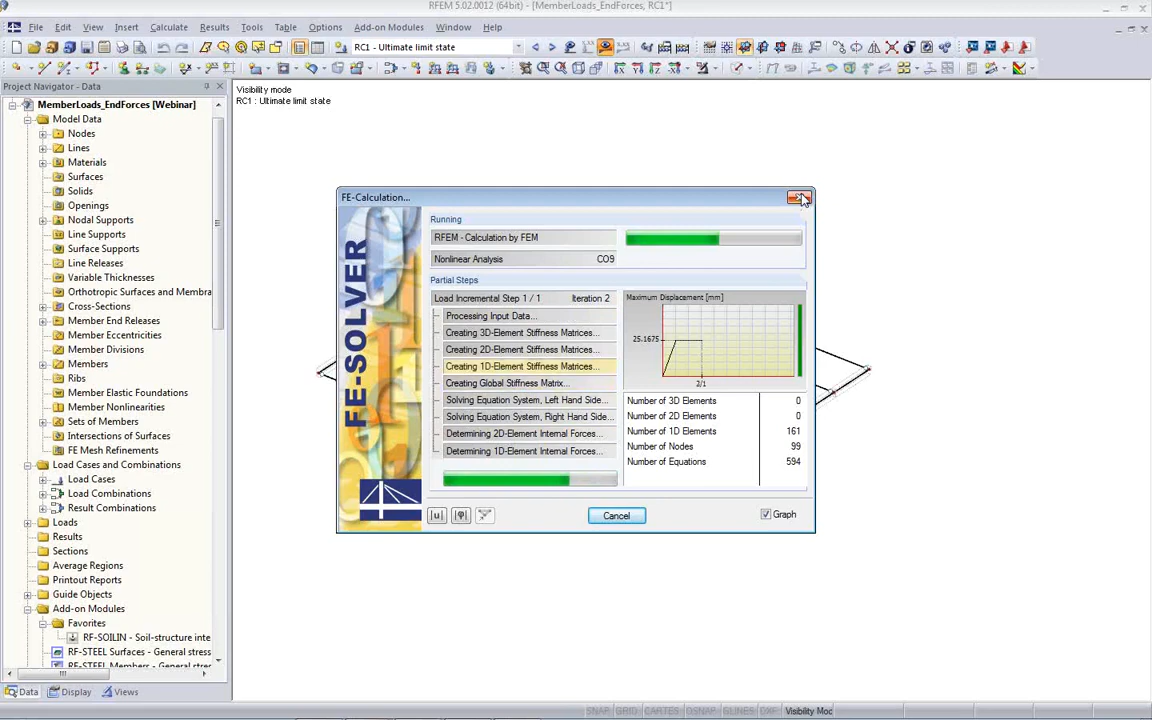 RFEM 5.02.0012 (64bit) - [MemberLoads_EndForces, RC1*]
File Edit View Insert Calculate Results Tools Table Options Add-on Modules Window Help
RC1 - Ultimate limit state
Project Navigator - Data
Visibility mode
RC1 : Ultimate limit state
MemberLoads_EndForces [Webinar]
Model Data
Nodes
Lines
Materials
Surfaces
Solids
Openings
Nodal Supports
Line Supports
Surface Supports
Line Releases
Variable Thicknesses
Orthotropic Surfaces and Membra
Cross-Sections
Member End Releases
Member Eccentricities
Member Divisions
Members
Ribs
Member Elastic Foundations
Member Nonlinearities
Sets of Members
Intersections of Surfaces
FE Mesh Refinements
Load Cases and Combinations
Load Cases
Load Combinations
Result Combinations
Loads
Results
Sections
Average Regions
Printout Reports
Guide Objects
Add-on Modules
Favorites
RF-SOILIN - Soil-structure inte
RF-STEEL Surfaces - General stress
RF-STEEL Members - General stres
Data Display Views
FE-Calculation...
FE-SOLVER
Running
RFEM - Calculation by FEM
Nonlinear Analysis CO9
Partial Steps
Load Incremental Step 1 / 1 Iteration 2
Processing Input Data...
Creating 3D-Element Stiffness Matrices...
Creating 2D-Element Stiffness Matrices...
Creating 1D-Element Stiffness Matrices...
Creating Global Stiffness Matrix...
Solving Equation System, Left Hand Side...
Solving Equation System, Right Hand Side...
Determining 2D-Element Internal Forces...
Determining 1D-Element Internal Forces...
Maximum Displacement [mm]
25.1675
2/1
Number of 3D Elements 0
Number of 2D Elements 0
Number of 1D Elements 161
Number of Nodes 99
Number of Equations 594
Cancel
Graph
SNAP GRID CARTES OSNAP GLINES DXF Visibility Moc